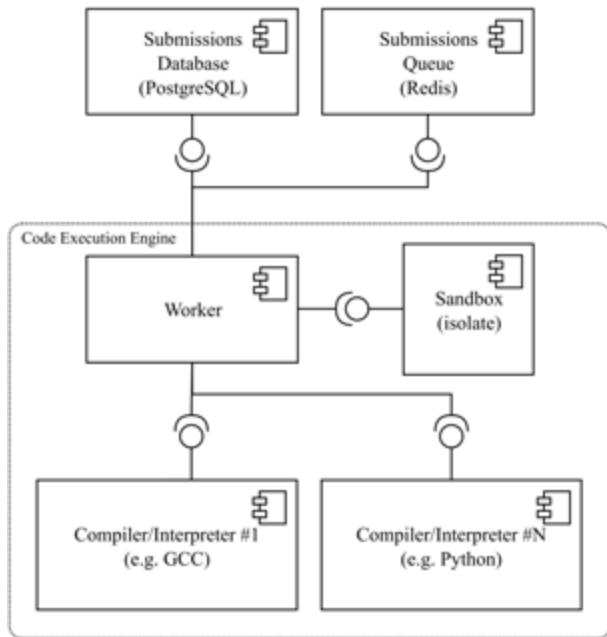 Submissions
Database
(PostgreSQL)
Submissions
Queue
(Redis)
Code Execution Engine
Worker
Sandbox
(isolate)
Compiler/Interpreter #1
(e.g. GCC)
Compiler/Interpreter #N
(e.g. Python)